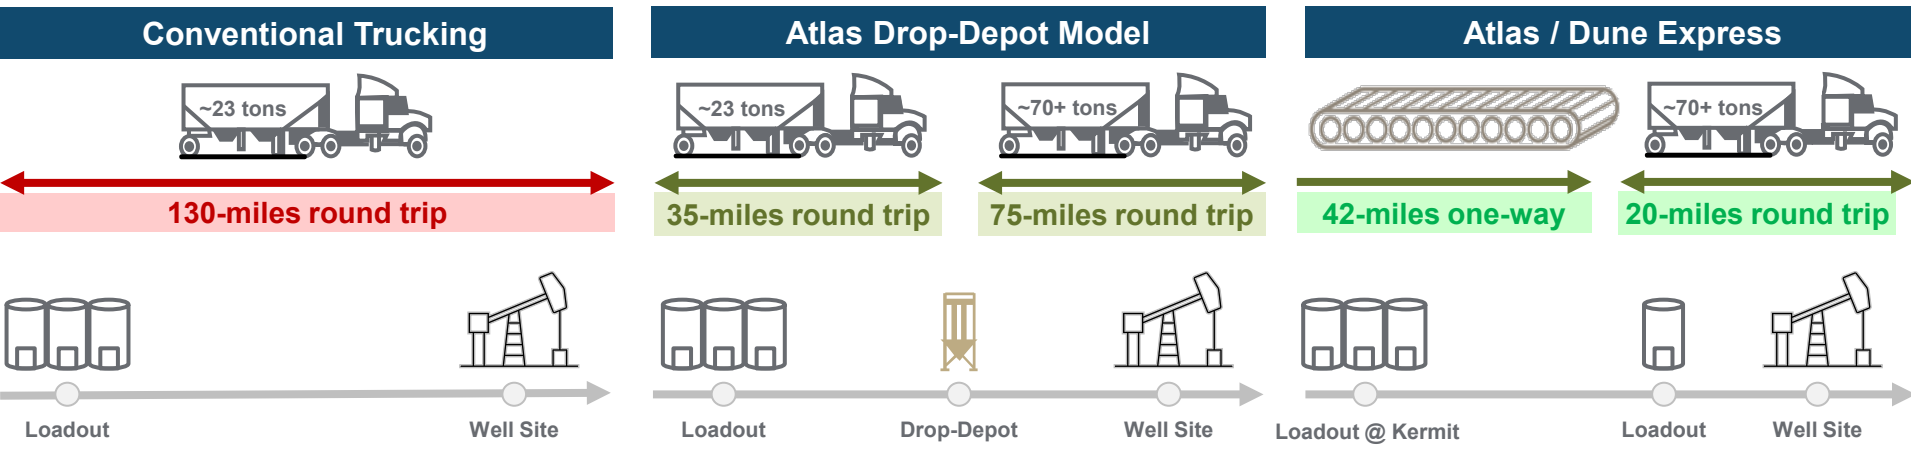 Conventional Trucking
~23 tons
130-miles round trip
Loadout
Well Site
Atlas Drop-Depot Model
~23 tons
~70+ tons
35-miles round trip
75-miles round trip
Loadout
Drop-Depot
Well Site
Atlas / Dune Express
~70+ tons
42-miles one-way
20-miles round trip
Loadout @ Kermit
Loadout
Well Site